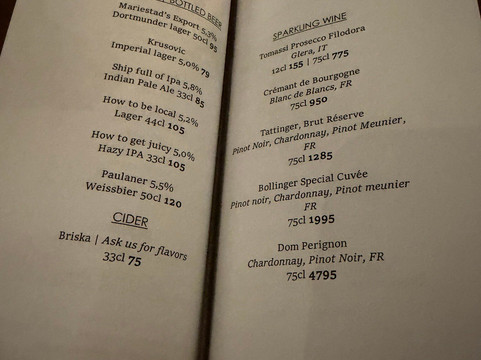 BOTTLED BEER
Mariestad's Export 5,3%
Dortmunder lager 50cl 95
Krusovic
Imperial lager 5,0% 79
Ship full of Ipa 5,8%
Indian Pale Ale 33cl 85
How to be local 5,2%
Lager 44cl 105
How to get juicy 5,0%
Hazy IPA 33cl 105
Paulaner 5,5%
Weissbier 50cl 120
CIDER
Briska | Ask us for flavors
33cl 75
SPARKLING WINE
Tomassi Prosecco Filodora
Glera, IT
12cl 155 | 75cl 775
Crémant de Bourgogne
Blanc de Blancs, FR
75cl 950
Tattinger, Brut Réserve
Pinot Noir, Chardonnay, Pinot Meunier,
FR
75cl 1285
Bollinger Special Cuvée
Pinot noir, Chardonnay, Pinot meunier
FR
75cl 1995
Dom Perignon
Chardonnay, Pinot Noir, FR
75cl 4795